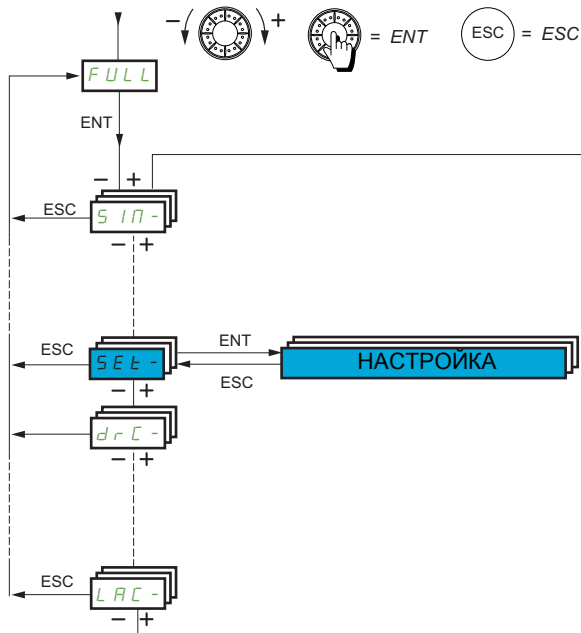 − + = ENT ESC = ESC
FULL
ENT
− +
ESC SIM-
− +
ESC SEt- ENT НАСТРОЙКА
ESC
− +
drC-
− +
ESC LAC-
− +